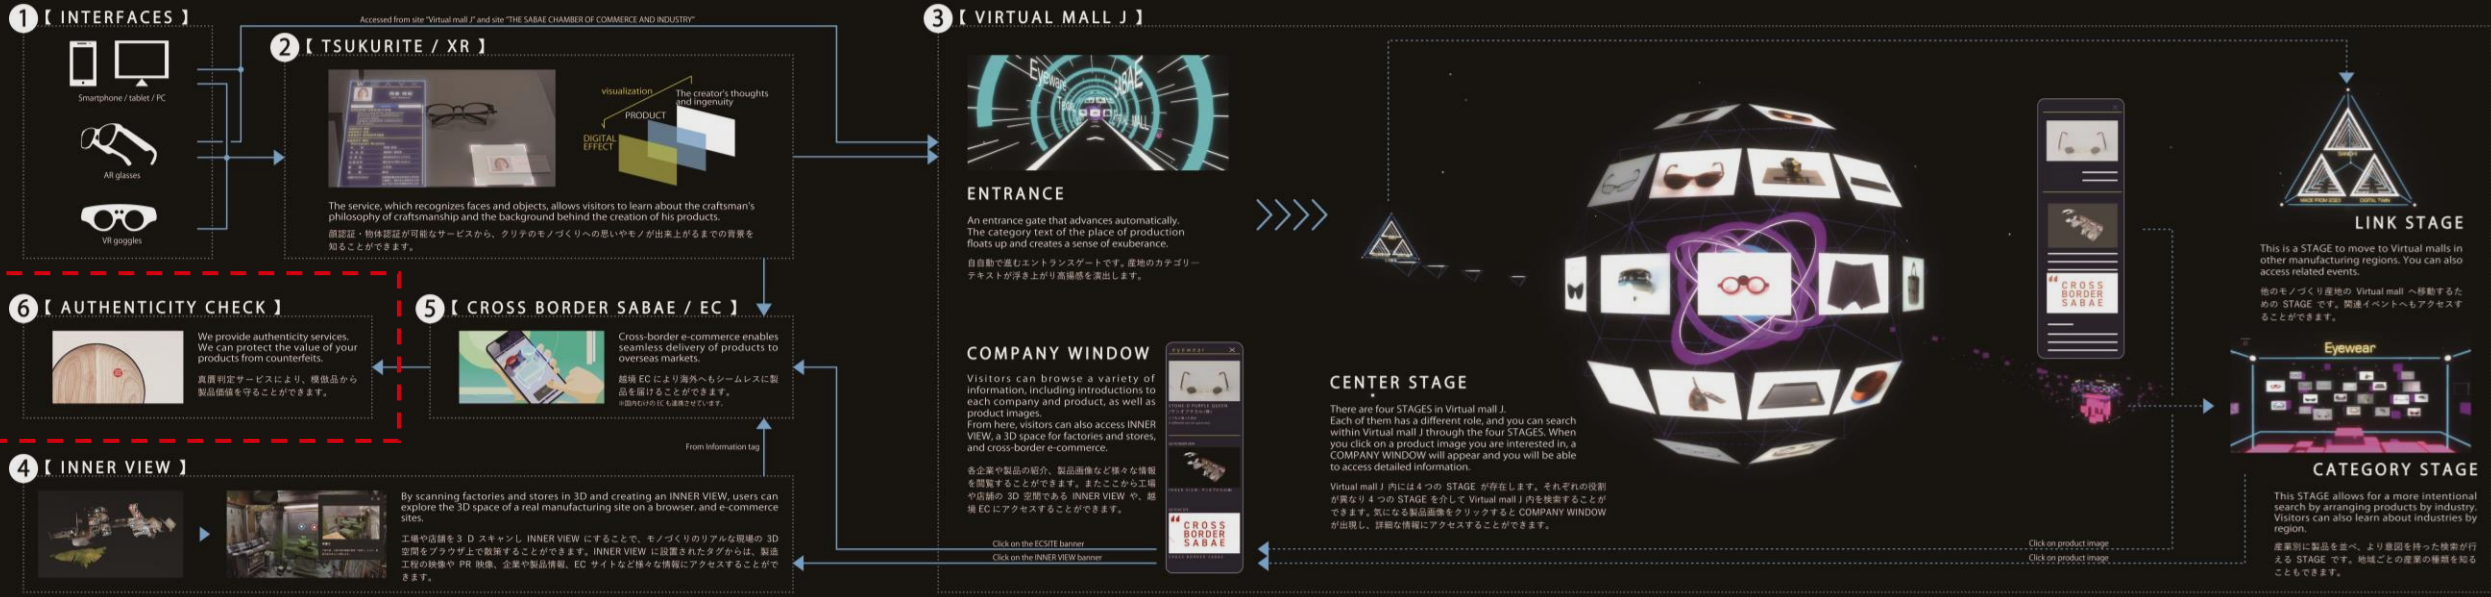 1【 INTERFACES 】
Smartphone / tablet / PC
AR glasses
VR goggles
Accessed from site "Virtual mall J" and site "THE SABAE CHAMBER OF COMMERCE AND INDUSTRY"
2【 TSUKURITE / XR 】
visualization
The creator's thoughts
and ingenuity
PRODUCT
DIGITAL
EFFECT
The service, which recognizes faces and objects, allows visitors to learn about the craftsman's
philosophy of craftsmanship and the background behind the creation of his products.
顔認証・物体認証が可能なサービスから、クリテのモノづくりへの思いやモノが出来上がるまでの背景を
知ることができます。
6【 AUTHENTICITY CHECK 】
We provide authenticity services.
We can protect the value of your
products from counterfeits.
真贋判定サービスにより、模倣品から
製品価値を守ることができます。
5【 CROSS BORDER SABAE / EC 】
Cross-border e-commerce enables
seamless delivery of products to
overseas markets.
越境 EC により海外へもシームレスに製
品を届けることができます。
※国内むけの EC も連携させています。
From Information tag
4【 INNER VIEW 】
By scanning factories and stores in 3D and creating an INNER VIEW, users can
explore the 3D space of a real manufacturing site on a browser. and e-commerce
sites.
工場や店舗を 3 D スキャンし INNER VIEW にすることで、モノづくりのリアルな現場の 3D
空間をブラウザ上で散策することができます。INNER VIEW に設置されたタグからは、製造
工程の映像や PR 映像、企業や製品情報、EC サイトなど様々な情報にアクセスすることがで
きます。
3【 VIRTUAL MALL J 】
Eyeware
SABAE
MALL
ENTRANCE
An entrance gate that advances automatically.
The category text of the place of production
floats up and creates a sense of exuberance.
自自動で進むエントランスゲートです。産地のカテゴリー
テキストが浮き上がり高揚感を演出します。
COMPANY WINDOW
Visitors can browse a variety of
information, including introductions to
each company and product, as well as
product images.
From here, visitors can also access INNER
VIEW, a 3D space for factories and stores,
and cross-border e-commerce.
各企業や製品の紹介、製品画像など様々な情報
を閲覧することができます。またここから工場
や店舗の 3D 空間である INNER VIEW や、越
境 EC にアクセスすることができます。
eyewear ×
CROSS
BORDER
SABAE
Click on the ECSITE banner
Click on the INNER VIEW banner
CENTER STAGE
There are four STAGES in Virtual mall J.
Each of them has a different role, and you can search
within Virtual mall J through the four STAGES. When
you click on a product image you are interested in, a
COMPANY WINDOW will appear and you will be able
to access detailed information.
Virtual mall J 内には 4 つの STAGE が存在します。それぞれの役割
が異なり 4 つの STAGE を介して Virtual mall J 内を検索することが
できます。気になる製品画像をクリックすると COMPANY WINDOW
が出現し、詳細な情報にアクセスすることができます。
CROSS
BORDER
SABAE
Click on product image
Click on product image
LINK STAGE
This is a STAGE to move to Virtual malls in
other manufacturing regions. You can also
access related events.
他のモノづくり産地の Virtual mall へ移動するた
めの STAGE です。関連イベントへもアクセスす
ることができます。
Eyewear
CATEGORY STAGE
This STAGE allows for a more intentional
search by arranging products by industry.
Visitors can also learn about industries by
region.
産業別に製品を並べ、より意図を持った検索が行
える STAGE です。地域ごとの産業の種類を知る
こともできます。